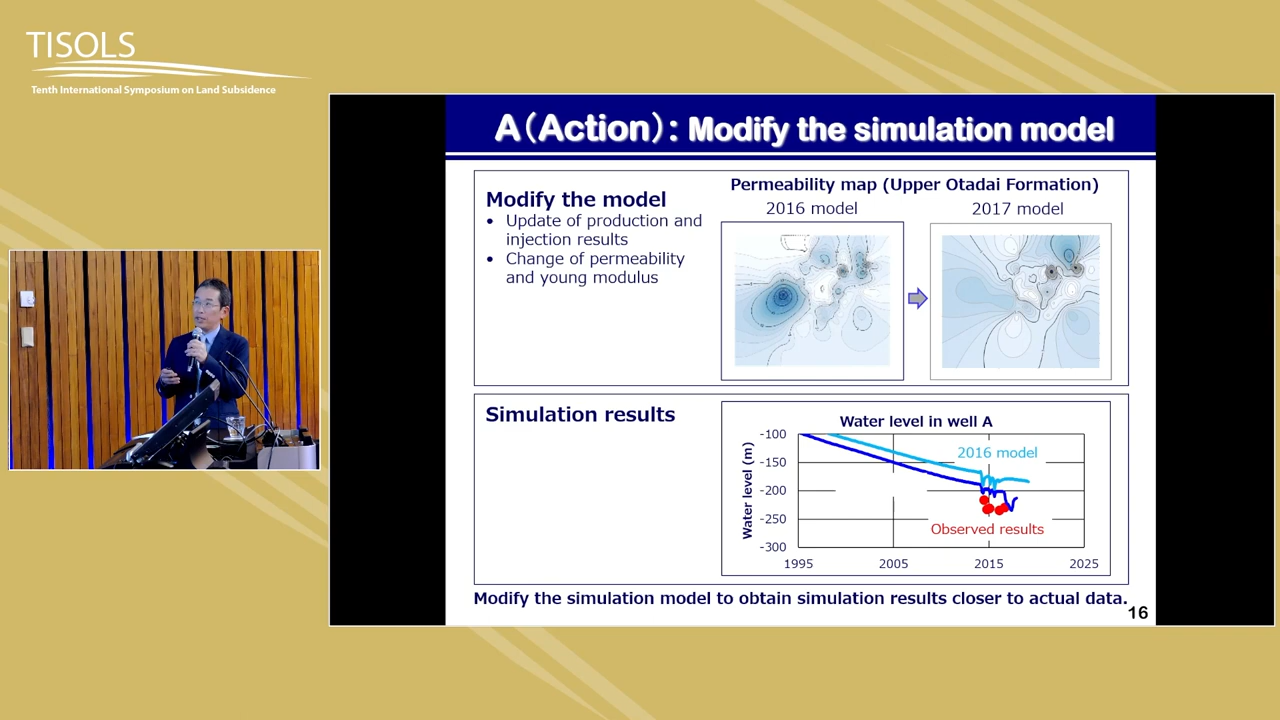 TISOLS
Tenth International Symposium on Land Subsidence
A（Action）: Modify the simulation model
Modify the model
• Update of production and
injection results
• Change of permeability
and young modulus
Permeability map (Upper Otadai Formation)
2016 model
2017 model
Simulation results
Water level in well A
Water level (m)
-100
-150
-200
-250
-300
1995
2005
2015
2025
2016 model
Observed results
Modify the simulation model to obtain simulation results closer to actual data.
16